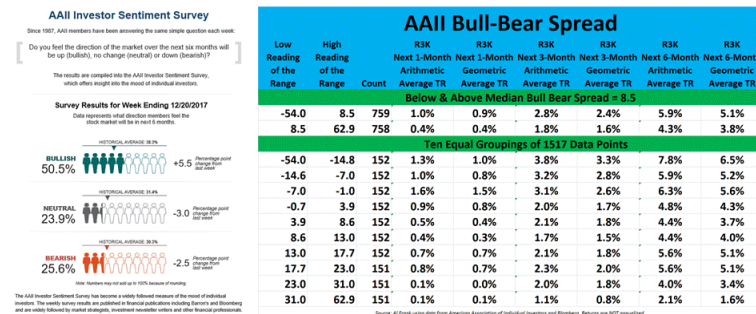 AAII Investor Sentiment Survey
Since 1987, AAII members have been answering the same simple question each week:
Do you feel the direction of the market over the next six months will
be up (bullish), no change (neutral) or down (bearish)?
The results are compiled into the AAII Investor Sentiment Survey,
which offers insight into the mood of individual investors.
Survey Results for Week Ending 12/20/2017
Data represents what direction members feel the
stock market will be in next 6 months.
HISTORICAL AVERAGE: 38.3%
BULLISH
50.5%
+5.5 Percentage point
change from
last week
HISTORICAL AVERAGE: 31.4%
NEUTRAL
23.9%
-3.0 Percentage point
change from
last week
HISTORICAL AVERAGE: 30.3%
BEARISH
25.6%
-2.5 Percentage point
change from
last week
Note: Numbers may not add up to 100% because of rounding.
The AAII Investor Sentiment Survey has become a widely followed measure of the mood of individual
investors. The weekly survey results are published in financial publications including Barron's and Bloomberg
and are widely followed by market strategists, investment newsletter writers and other financial professionals.
AAII Bull-Bear Spread
Low High R3K R3K R3K R3K R3K R3K
Reading Reading Next 1-Month Next 1-Month Next 3-Month Next 3-Month Next 6-Month Next 6-Mont
of the of the Arithmetic Geometric Arithmetic Geometric Arithmetic Geometric
Range Range Count Average TR Average TR Average TR Average TR Average TR Average TR
Below & Above Median Bull Bear Spread = 8.5
-54.0 8.5 759 1.0% 0.9% 2.8% 2.4% 5.9% 5.1%
8.5 62.9 758 0.4% 0.4% 1.8% 1.6% 4.3% 3.8%
Ten Equal Groupings of 1517 Data Points
-54.0 -14.8 152 1.3% 1.0% 3.8% 3.3% 7.8% 6.5%
-14.6 -7.0 152 1.0% 0.8% 3.2% 2.8% 5.9% 5.2%
-7.0 -1.0 152 1.6% 1.5% 3.1% 2.6% 6.3% 5.6%
-0.7 3.9 152 0.9% 0.8% 2.0% 1.7% 4.8% 4.3%
3.9 8.6 152 0.5% 0.4% 2.1% 1.8% 4.4% 3.7%
8.6 13.0 152 0.4% 0.3% 1.7% 1.5% 4.4% 4.0%
13.0 17.7 152 0.7% 0.7% 2.1% 1.8% 5.6% 5.1%
17.7 23.0 151 0.8% 0.7% 2.3% 2.0% 5.6% 5.1%
23.0 31.0 151 0.1% 0.1% 2.0% 1.8% 4.0% 3.4%
31.0 62.9 151 0.1% 0.1% 1.1% 0.8% 2.1% 1.6%